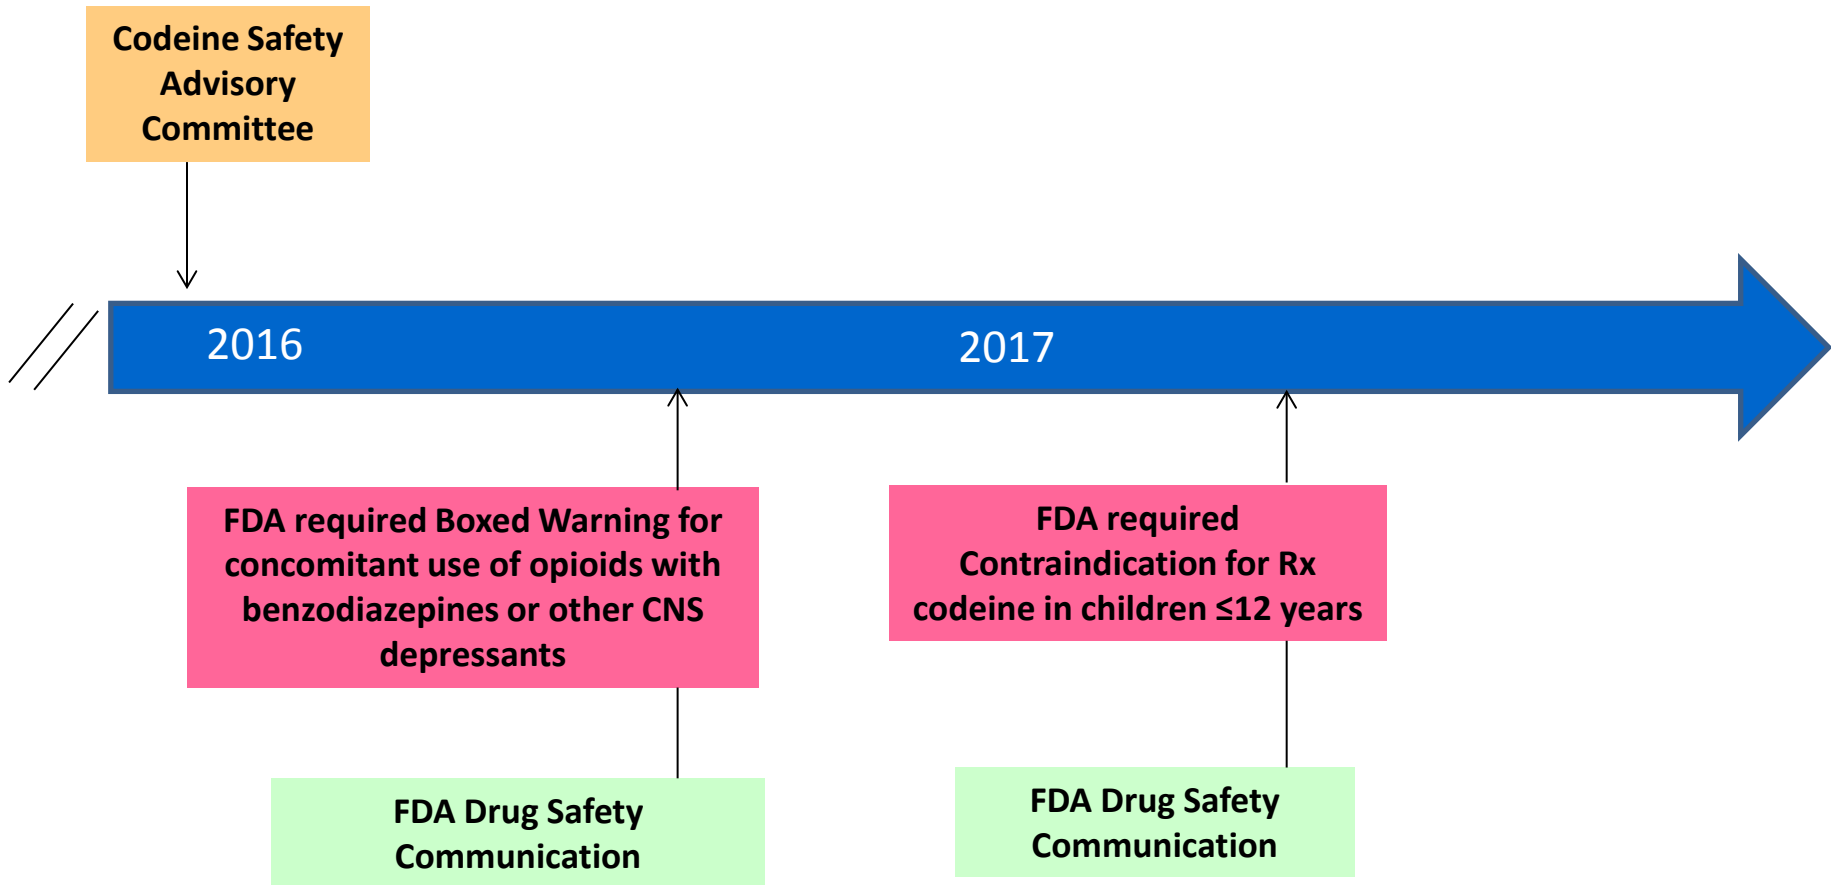 Codeine Safety
Advisory
Committee
2016
2017
FDA required Boxed Warning for
concomitant use of opioids with
benzodiazepines or other CNS
depressants
FDA required
Contraindication for Rx
codeine in children ≤12 years
FDA Drug Safety
Communication
FDA Drug Safety
Communication